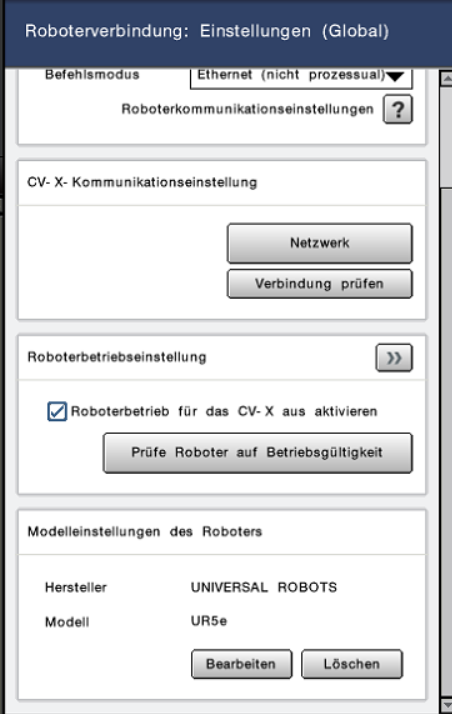 Roboterverbindung: Einstellungen (Global)
Befehlsmodus Ethernet (nicht prozessual)
Roboterkommunikationseinstellungen ?
CV-X-Kommunikationseinstellung
Netzwerk
Verbindung prüfen
Roboterbetriebseinstellung »
Roboterbetrieb für das CV-X aus aktivieren
Prüfe Roboter auf Betriebsgültigkeit
Modelleinstellungen des Roboters
Hersteller UNIVERSAL ROBOTS
Modell UR5e
Bearbeiten Löschen